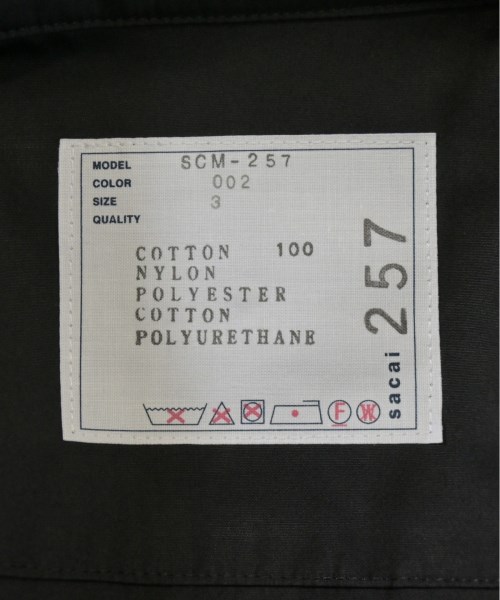 MODEL SCM-257
COLOR 002
SIZE 3
QUALITY
COTTON 100
NYLON
POLYESTER
COTTON
POLYURETHANE
F W
sacai 257